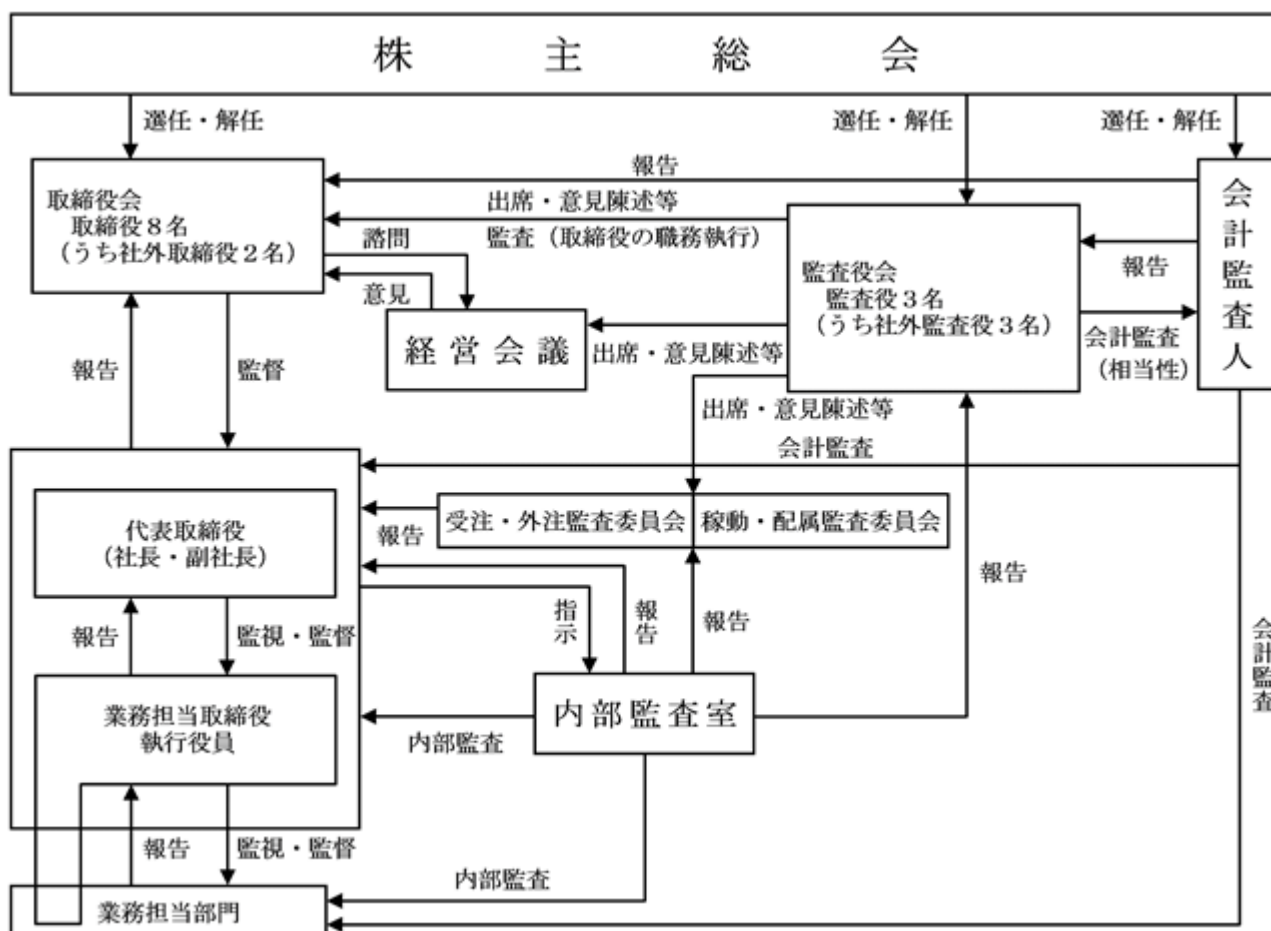 株主総会
選任・解任
選任・解任
選任・解任
取締役会
取締役8名
(うち社外取締役2名)
報告
出席・意見陳述等
監査(取締役の職務執行)
諮問
意見
経営会議
監査役会
監査役3名
(うち社外監査役3名)
報告
会計監査
(相当性)
会計監査人
出席・意見陳述等
出席・意見陳述等
報告
監督
会計監査
代表取締役
(社長・副社長)
報告
受注・外注監査委員会
稼動・配属監査委員会
報告
監視・監督
指示
報告
報告
報告
会計監査
業務担当取締役
執行役員
内部監査室
内部監査
報告
監視・監督
内部監査
業務担当部門